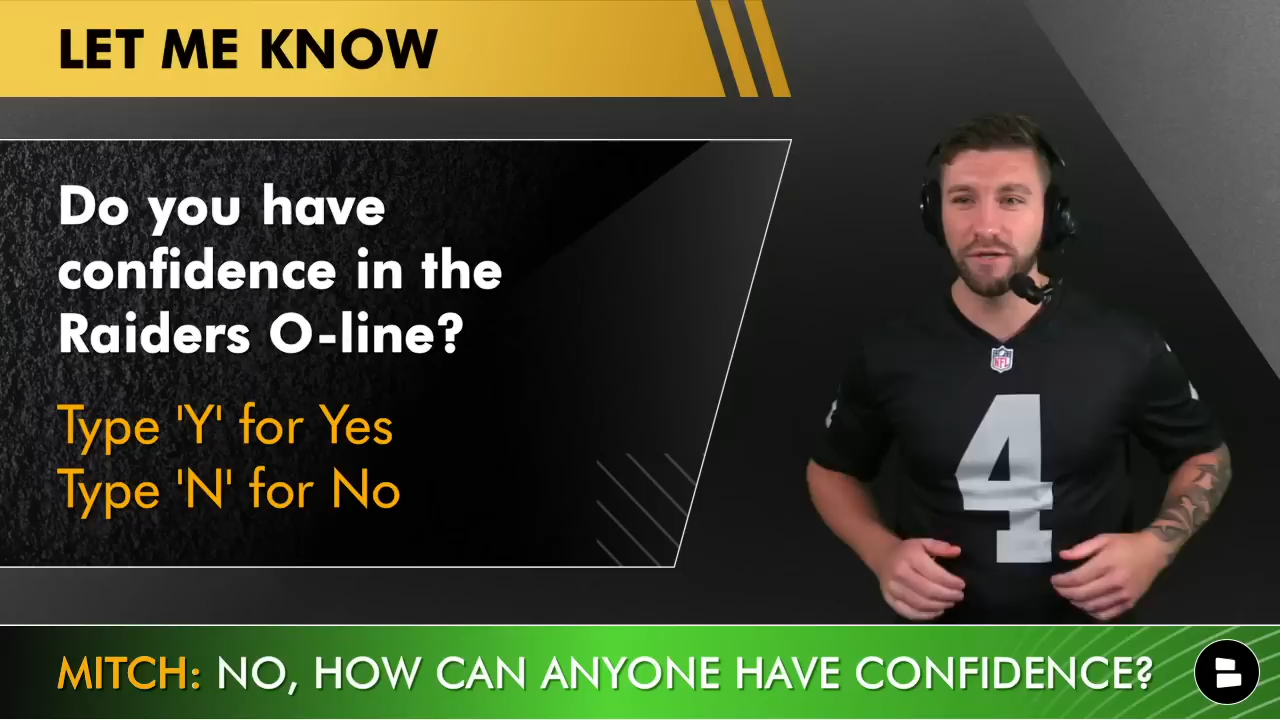 LET ME KNOW
Do you have
confidence in the
Raiders O-line?
Type 'Y' for Yes
Type 'N' for No
NFL
4
MITCH: NO, HOW CAN ANYONE HAVE CONFIDENCE?